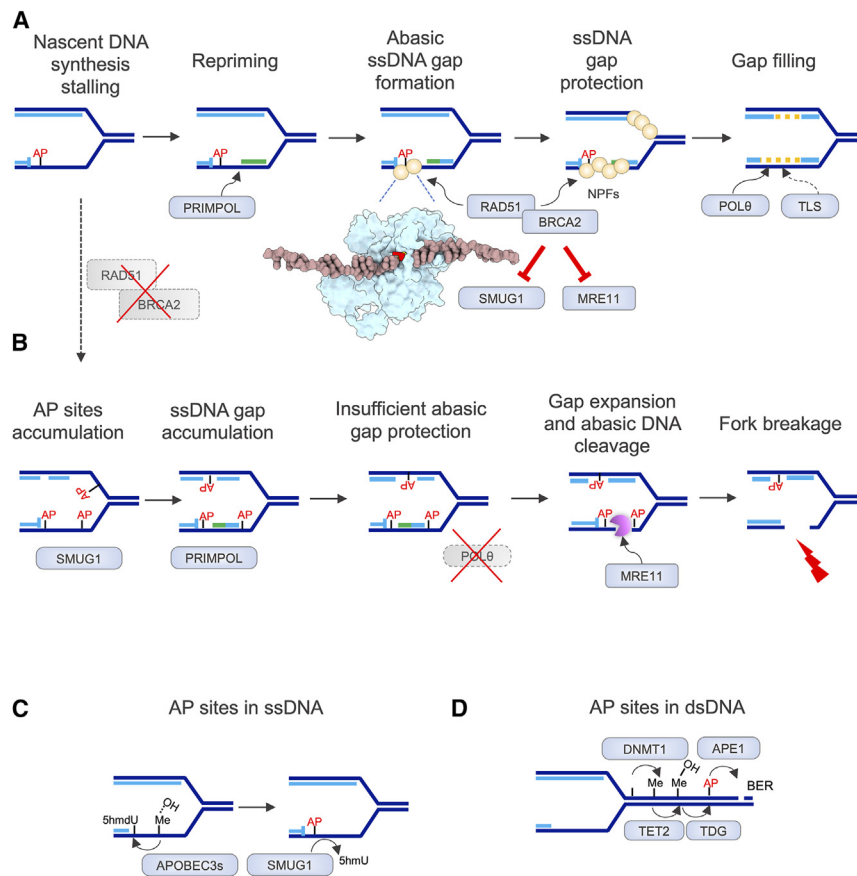 A
Nascent DNA
synthesis
stalling
Repriming
Abasic
ssDNA gap
formation
ssDNA
gap
protection
Gap filling
AP
AP
AP
AP
PRIMPOL
RAD51
BRCA2
NPFs
POLθ
TLS
SMUG1
MRE11
RAD51
BRCA2
B
AP sites
accumulation
ssDNA gap
accumulation
Insufficient abasic
gap protection
Gap expansion
and abasic DNA
cleavage
Fork breakage
AP
AP
AP
AP
AP
AP
AP
AP
AP
AP
AP
AP
AP
AP
SMUG1
PRIMPOL
POLθ
MRE11
C
AP sites in ssDNA
5hmdU
Me
OH
APOBEC3s
AP
SMUG1
5hmU
D
AP sites in dsDNA
DNMT1
APE1
Me
Me
OH
AP
BER
TET2
TDG